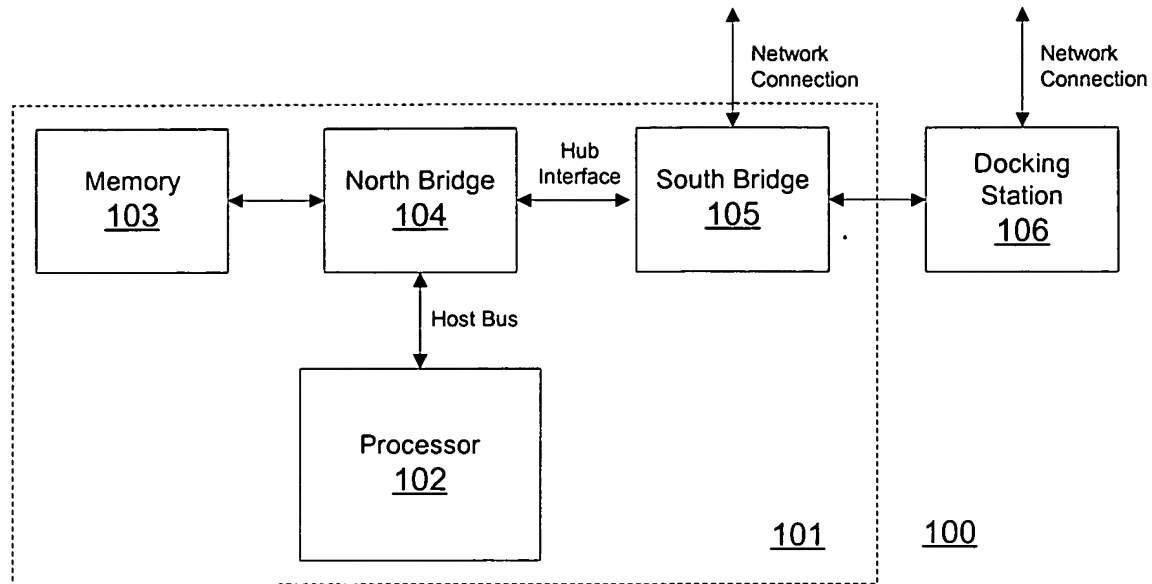 Network
Connection
Network
Connection
Memory
103
North Bridge
104
Hub
Interface
South Bridge
105
Docking
Station
106
Host Bus
Processor
102
101
100